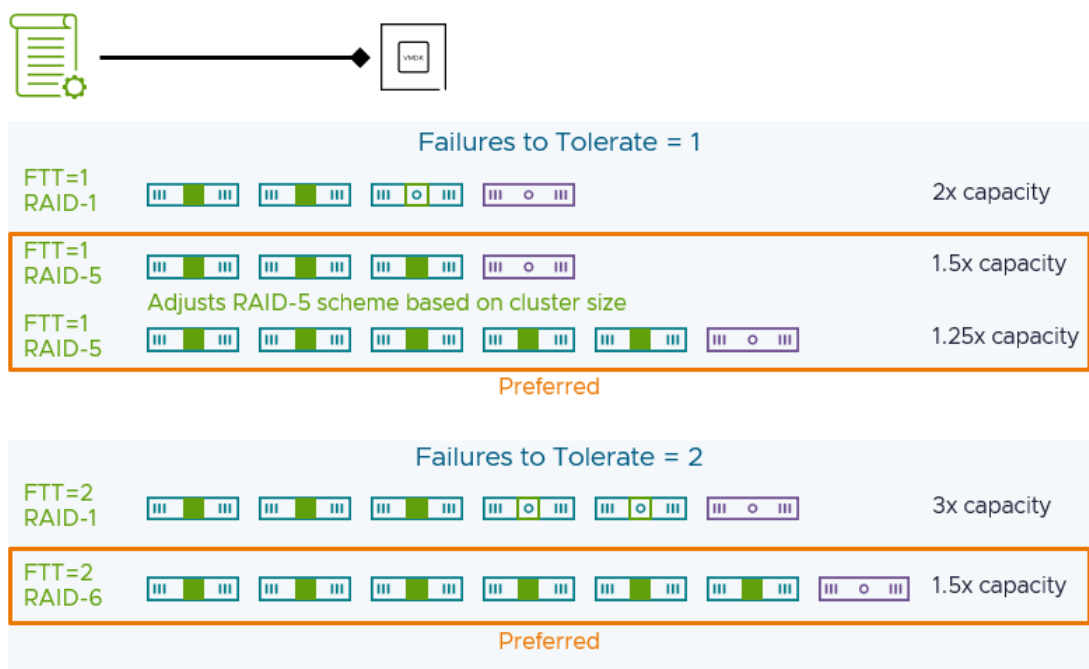 VMDK
Failures to Tolerate = 1
FTT=1
RAID-1
2x capacity
FTT=1
RAID-5
1.5x capacity
Adjusts RAID-5 scheme based on cluster size
FTT=1
RAID-5
1.25x capacity
Preferred
Failures to Tolerate = 2
FTT=2
RAID-1
3x capacity
FTT=2
RAID-6
1.5x capacity
Preferred